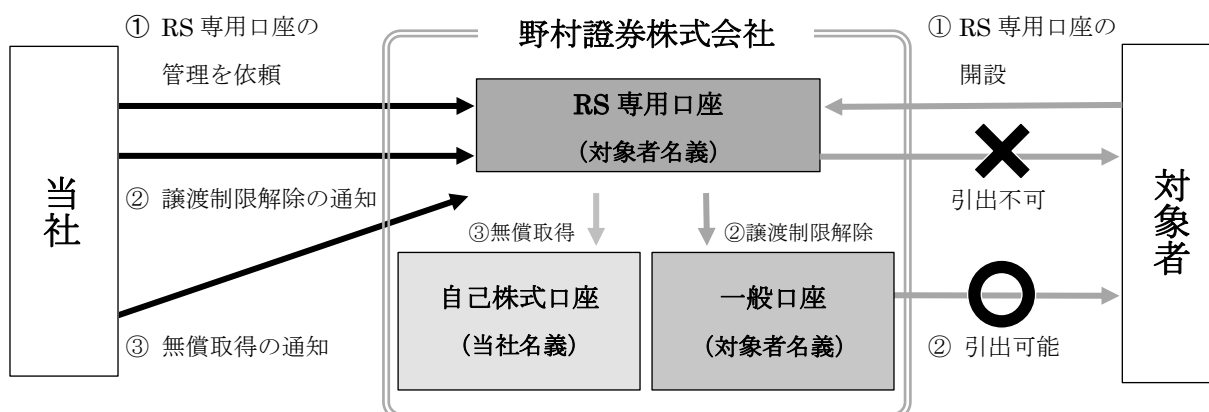 ① RS 専用口座の
管理を依頼
② 譲渡制限解除の通知
③ 無償取得の通知
当社
野村證券株式会社
RS 専用口座
(対象者名義)
③無償取得
②譲渡制限解除
自己株式口座
(当社名義)
一般口座
(対象者名義)
① RS 専用口座の
開設
引出不可
② 引出可能
対象者